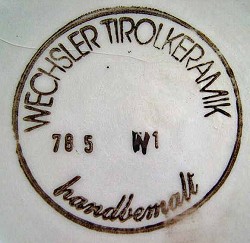 WECHSLER TIROLKERAMIK
78 5 W1
handbemalt